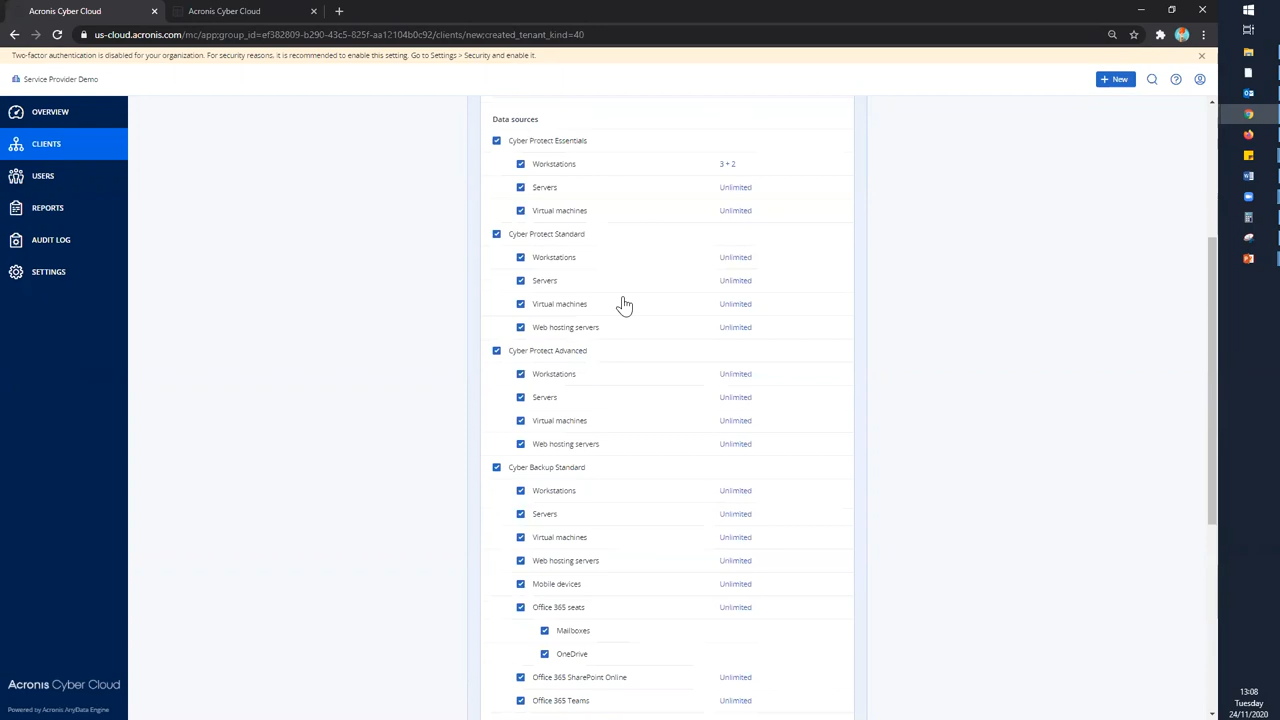 Acronis Cyber Cloud
Acronis Cyber Cloud
us-cloud.acronis.com/mc/app;group_id=ef382809-b290-43c5-825f-aa12104b0c92/clients/new;created_tenant_kind=40
Two-factor authentication is disabled for your organization. For security reasons, it is recommended to enable this setting. Go to Settings > Security and enable it.
Service Provider Demo
New
OVERVIEW
CLIENTS
USERS
REPORTS
AUDIT LOG
SETTINGS
Data sources
Cyber Protect Essentials
Workstations 3 + 2
Servers Unlimited
Virtual machines Unlimited
Cyber Protect Standard
Workstations Unlimited
Servers Unlimited
Virtual machines Unlimited
Web hosting servers Unlimited
Cyber Protect Advanced
Workstations Unlimited
Servers Unlimited
Virtual machines Unlimited
Web hosting servers Unlimited
Cyber Backup Standard
Workstations Unlimited
Servers Unlimited
Virtual machines Unlimited
Web hosting servers Unlimited
Mobile devices Unlimited
Office 365 seats Unlimited
Mailboxes
OneDrive
Office 365 SharePoint Online Unlimited
Office 365 Teams Unlimited
Acronis Cyber Cloud
Powered by Acronis AnyData Engine
13:08
Tuesday
24/11/2020